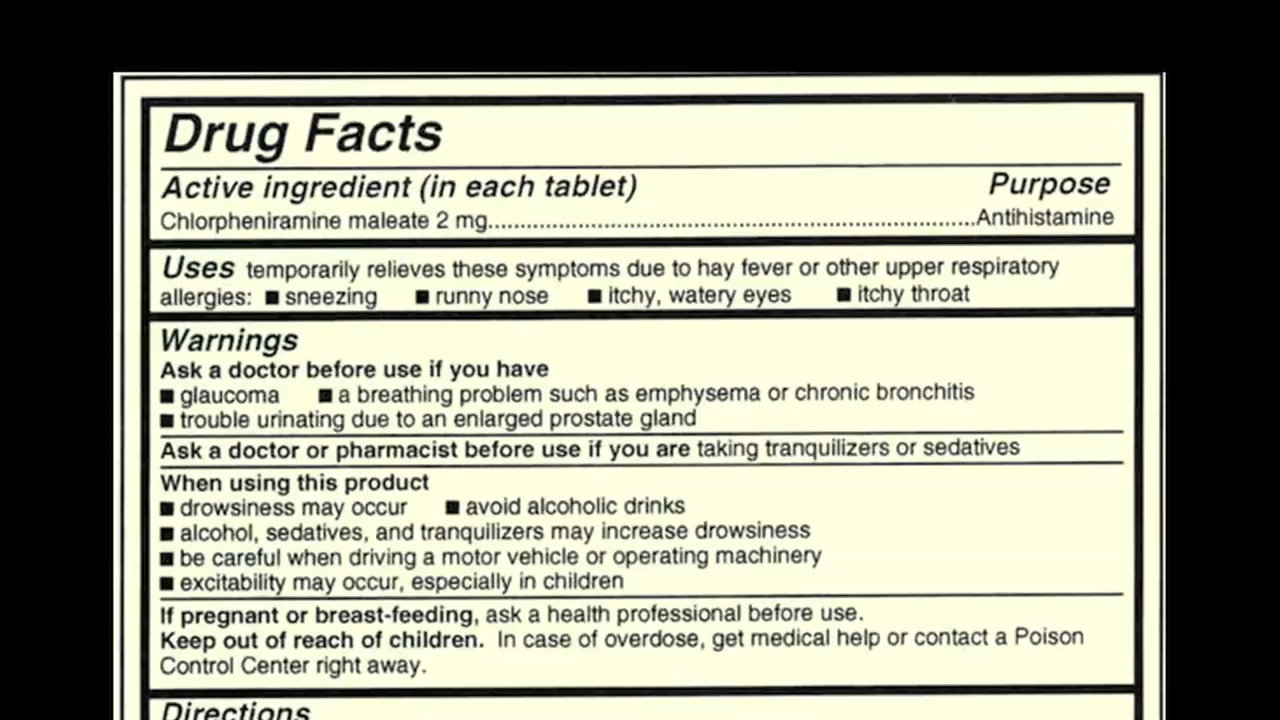 Drug Facts
Active ingredient (in each tablet) Purpose
Chlorpheniramine maleate 2 mg..........................................................................Antihistamine
Uses temporarily relieves these symptoms due to hay fever or other upper respiratory
allergies: ■ sneezing ■ runny nose ■ itchy, watery eyes ■ itchy throat
Warnings
Ask a doctor before use if you have
■ glaucoma ■ a breathing problem such as emphysema or chronic bronchitis
■ trouble urinating due to an enlarged prostate gland
Ask a doctor or pharmacist before use if you are taking tranquilizers or sedatives
When using this product
■ drowsiness may occur ■ avoid alcoholic drinks
■ alcohol, sedatives, and tranquilizers may increase drowsiness
■ be careful when driving a motor vehicle or operating machinery
■ excitability may occur, especially in children
If pregnant or breast-feeding, ask a health professional before use.
Keep out of reach of children. In case of overdose, get medical help or contact a Poison
Control Center right away.
Directions